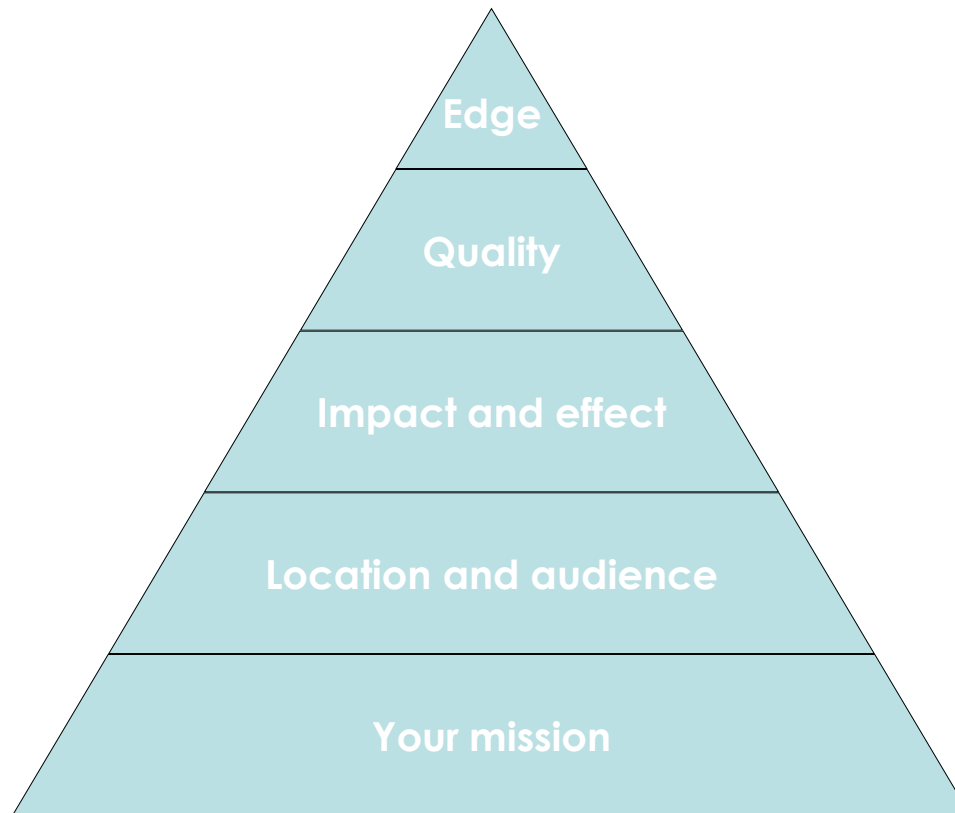 Edge
Quality
Impact and effect
Location and audience
Your mission